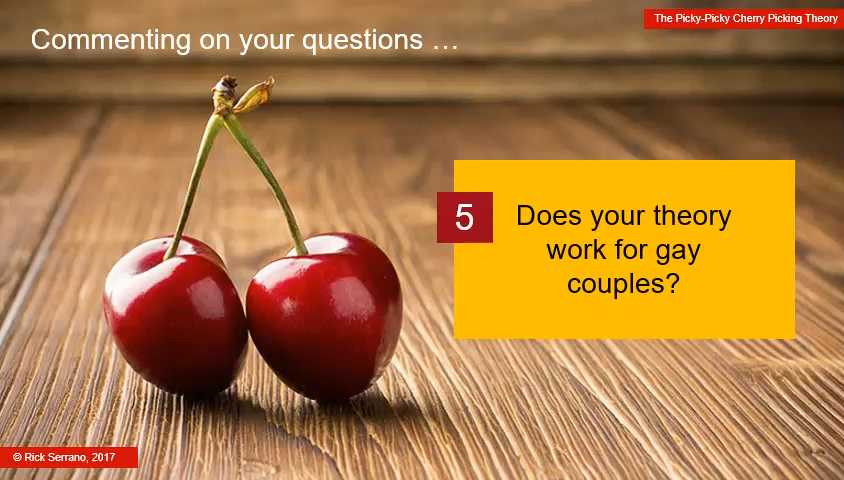 The Picky-Picky Cherry Picking Theory
Commenting on your questions …
5
Does your theory
work for gay
couples?
© Rick Serrano, 2017